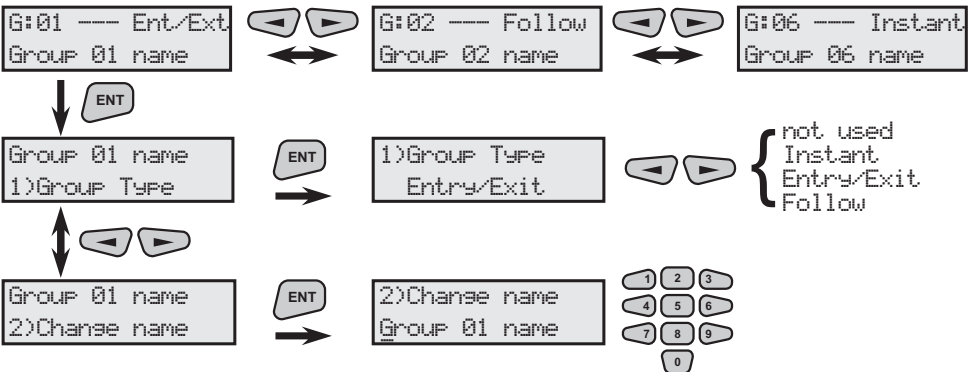 G:01 --- Ent/Ext
Group 01 name
G:02 --- Follow
Group 02 name
G:06 --- Instant
Group 06 name
ENT
Group 01 name
1)Group Type
ENT
1)Group Type
Entry/Exit
not used
Instant
Entry/Exit
Follow
Group 01 name
2)Change name
ENT
2)Change name
Group 01 name
1 2 3
4 5 6
7 8 9
0